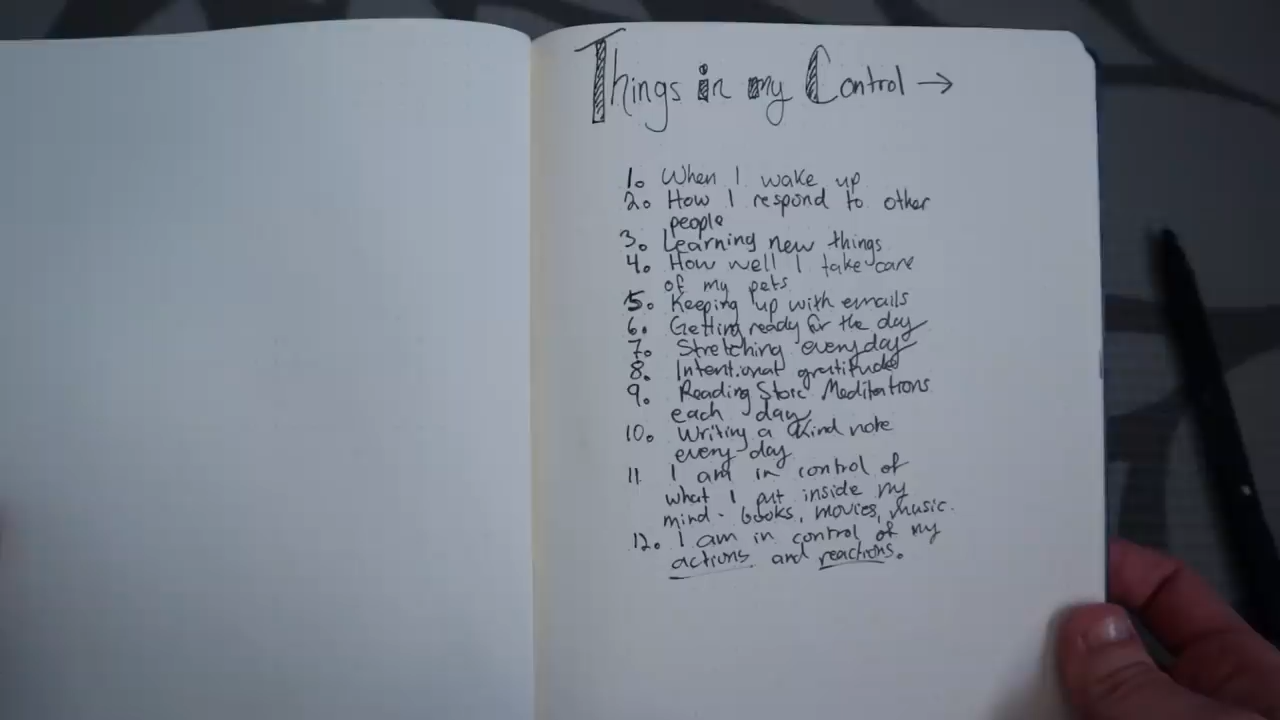 Things in my Control →
1. When I wake up
2. How I respond to other
people
3. Learning new things
4. How well I take care
of my pets
5. Keeping up with emails
6. Getting ready for the day
7. Stretching everyday
8. Intentional gratitude
9. Reading Stoic Meditations
each day
10. Writing a kind note
every day
11. I am in control of
what I put inside my
mind - books, movies, music.
12. I am in control of my
actions and reactions.